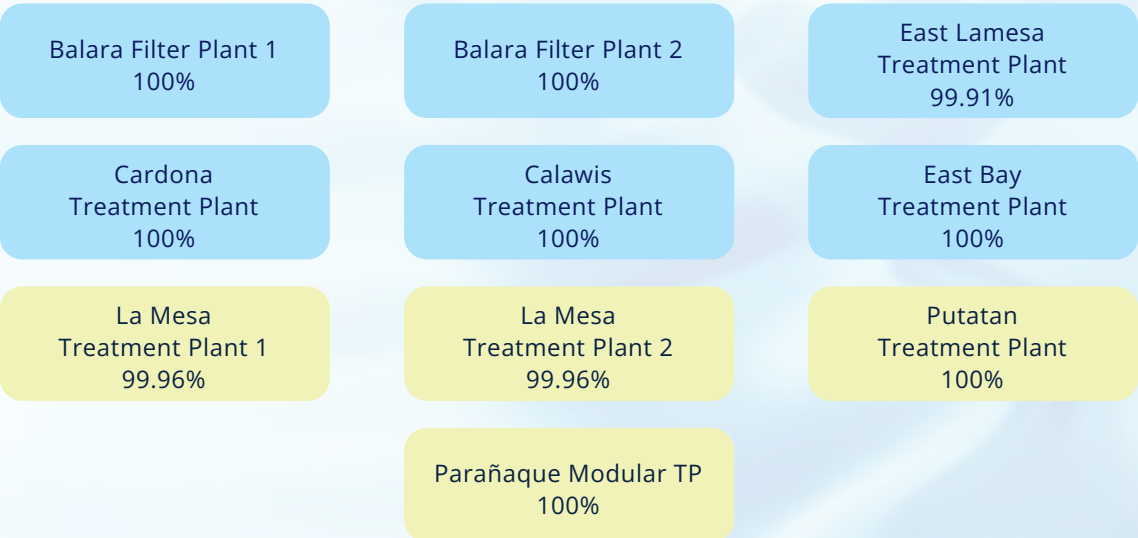 Balara Filter Plant 1
100%
Balara Filter Plant 2
100%
East Lamesa
Treatment Plant
99.91%
Cardona
Treatment Plant
100%
Calawis
Treatment Plant
100%
East Bay
Treatment Plant
100%
La Mesa
Treatment Plant 1
99.96%
La Mesa
Treatment Plant 2
99.96%
Putatan
Treatment Plant
100%
Parañaque Modular TP
100%